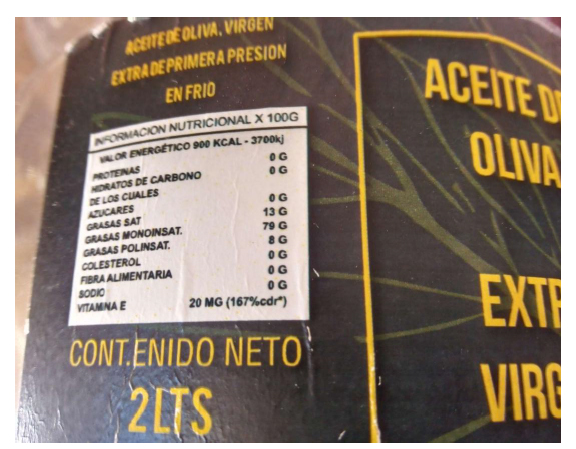 ACEITE DE OLIVA, VIRGEN
EXTRA DE PRIMERA PRESION
EN FRIO
INFORMACION NUTRICIONAL X 100G
VALOR ENERGÉTICO 900 KCAL - 3700kj
PROTEINAS 0 G
HIDRATOS DE CARBONO 0 G
DE LOS CUALES
AZUCARES 0 G
GRASAS SAT 13 G
GRASAS MONOINSAT. 79 G
GRASAS POLINSAT. 8 G
COLESTEROL 0 G
FIBRA ALIMENTARIA 0 G
SODIO 0 G
VITAMINA E 20 MG (167%cdr*)
CONT.ENIDO NETO
2LTS
ACEITE D
OLIVA
EXTR
VIRG